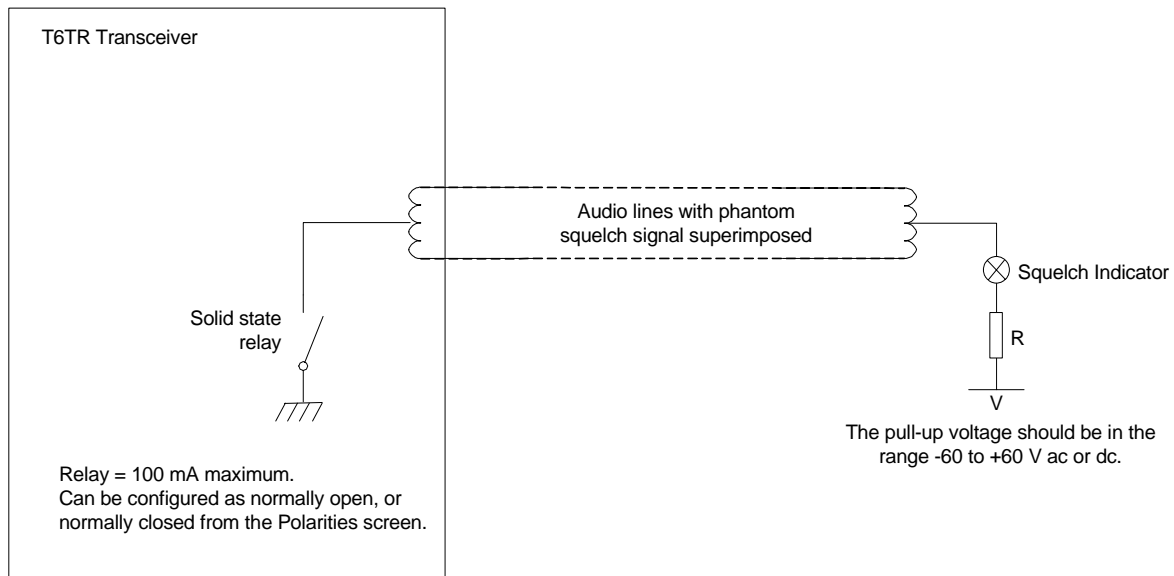 T6TR Transceiver
Audio lines with phantom
squelch signal superimposed
Squelch Indicator
Solid state
relay
R
V
The pull-up voltage should be in the
range -60 to +60 V ac or dc.
Relay = 100 mA maximum.
Can be configured as normally open, or
normally closed from the Polarities screen.